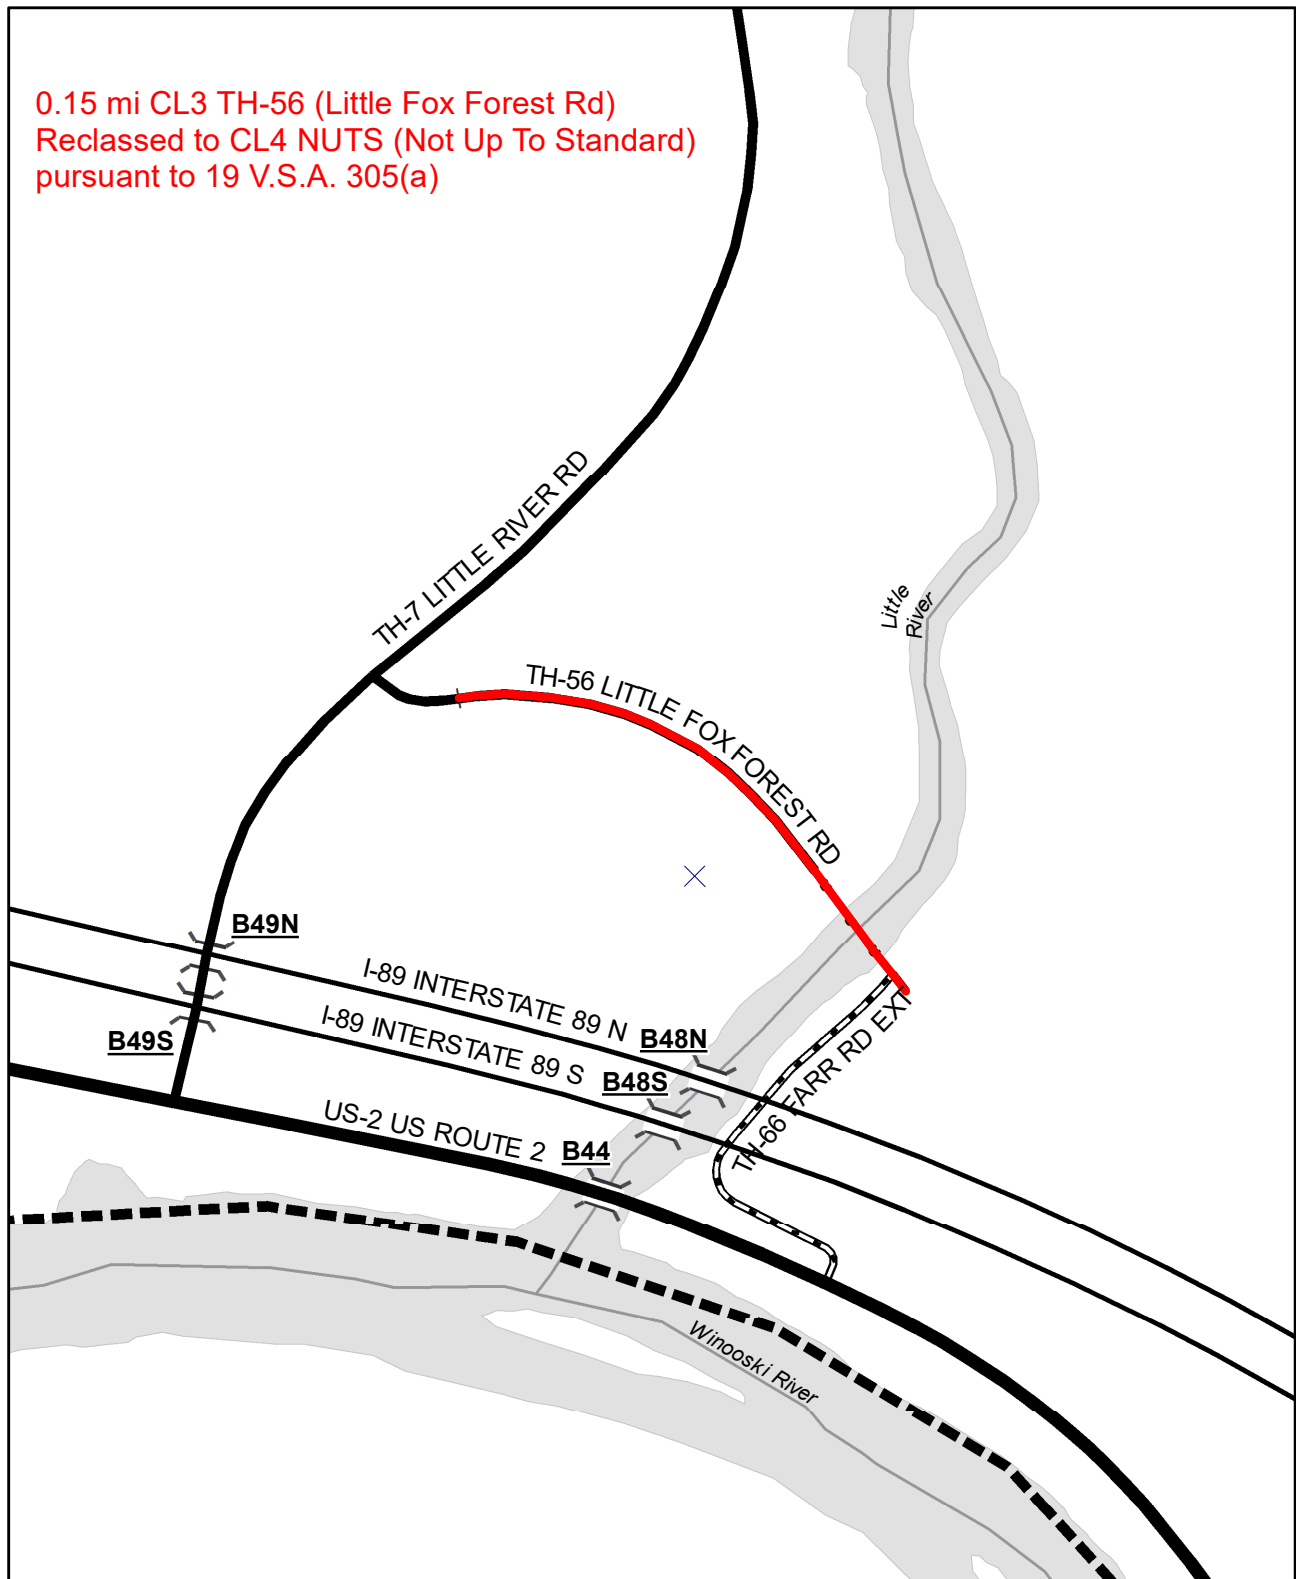 0.15 mi CL3 TH-56 (Little Fox Forest Rd)
Reclassed to CL4 NUTS (Not Up To Standard)
pursuant to 19 V.S.A. 305(a)
TH-7 LITTLE RIVER RD
Little
River
TH-56 LITTLE FOX FOREST RD
B49N
I-89 INTERSTATE 89 N
B49S
I-89 INTERSTATE 89 S
B48N
B48S
TH-66 FARR RD EXT
US-2 US ROUTE 2
B44
Winooski River